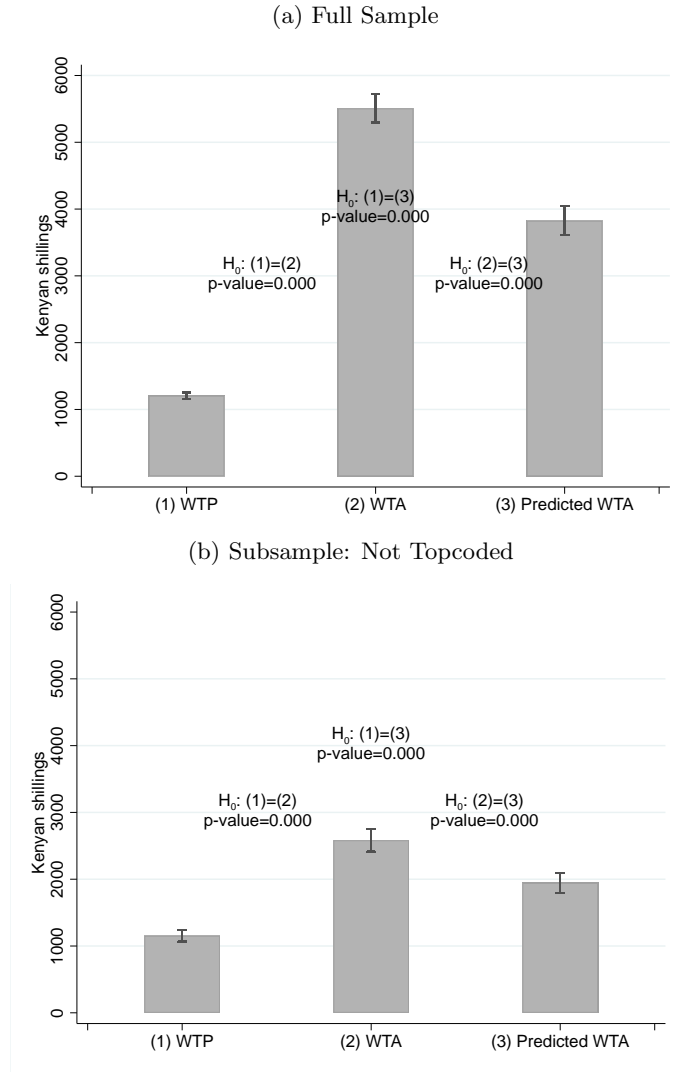 (a) Full Sample
Kenyan shillings
6000
5000
4000
3000
2000
1000
0
H₀: (1)=(3)
p-value=0.000
H₀: (1)=(2)
p-value=0.000
H₀: (2)=(3)
p-value=0.000
(1) WTP
(2) WTA
(3) Predicted WTA
(b) Subsample: Not Topcoded
Kenyan shillings
6000
5000
4000
3000
2000
1000
0
H₀: (1)=(3)
p-value=0.000
H₀: (1)=(2)
p-value=0.000
H₀: (2)=(3)
p-value=0.000
(1) WTP
(2) WTA
(3) Predicted WTA